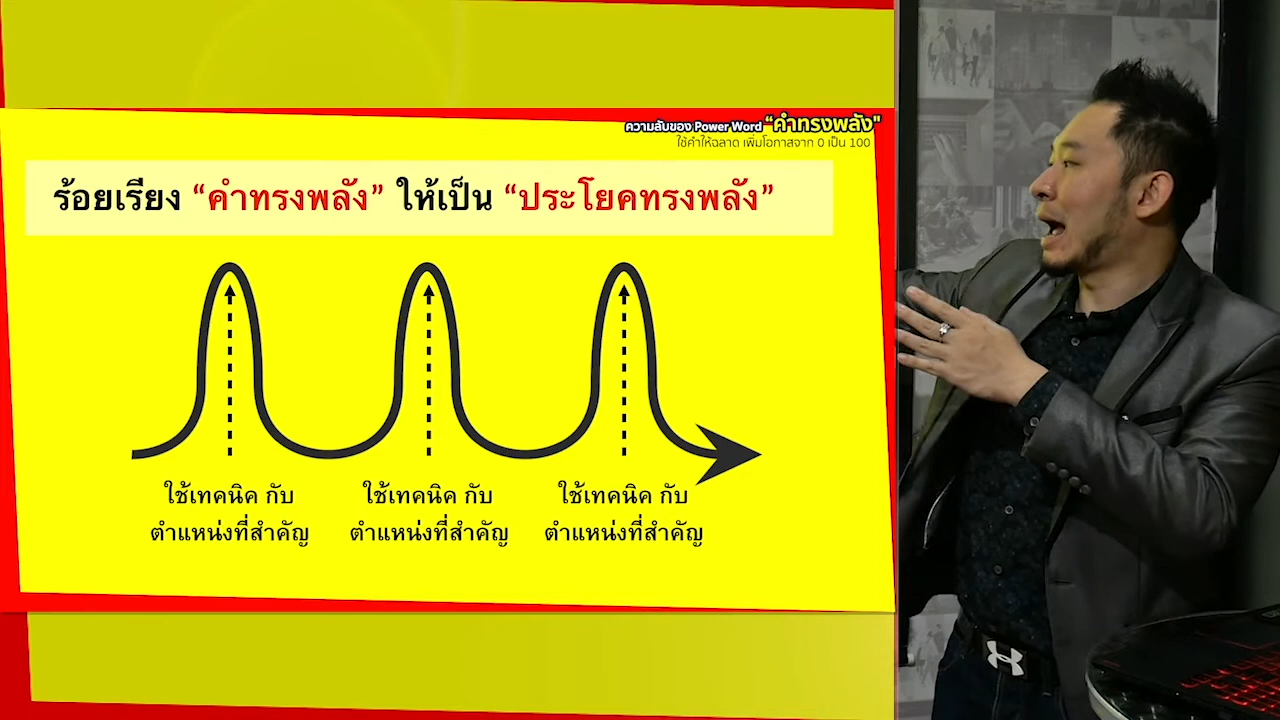 ความลับของ Power Word “คำทรงพลัง"
ใช้คำให้ฉลาด เพิ่มโอกาสจาก 0 เป็น 100
ร้อยเรียง “คำทรงพลัง” ให้เป็น “ประโยคทรงพลัง”
ใช้เทคนิค กับ
ตำแหน่งที่สำคัญ
ใช้เทคนิค กับ
ตำแหน่งที่สำคัญ
ใช้เทคนิค กับ
ตำแหน่งที่สำคัญ